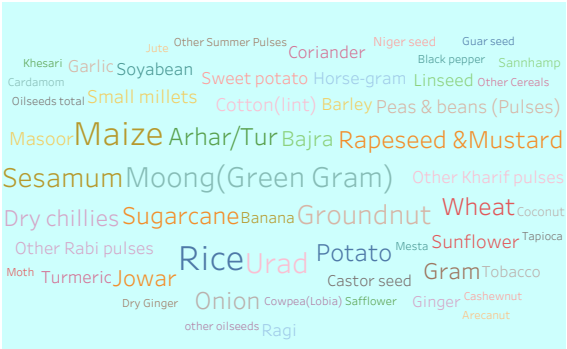 Jute Other Summer Pulses Niger seed Guar seed
Khesari Garlic Soyabean Coriander Black pepper Sannhamp
Cardamom Sweet potato Horse-gram Linseed Other Cereals
Oilseeds total Small millets Cotton(lint) Barley Peas & beans (Pulses)
Masoor Maize Arhar/Tur Bajra Rapeseed &Mustard
Sesamum Moong(Green Gram) Other Kharif pulses
Dry chillies Sugarcane Banana Groundnut Wheat Coconut
Other Rabi pulses Rice Urad Potato Mesta Sunflower Tapioca
Moth Turmeric Jowar Castor seed Gram Tobacco
Dry Ginger Onion Cowpea(Lobia) Safflower Ginger Cashewnut
Arecanut
other oilseeds Ragi